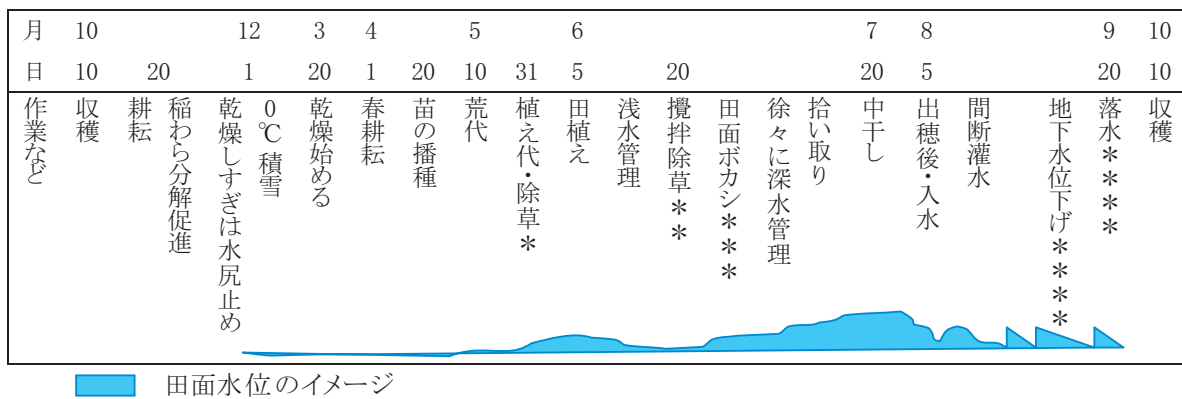 月 10 12 3 4 5 6 7 8 9 10
日 10 20 1 20 1 20 10 31 5 20 20 5 20 10
作業など
収穫
耕耘
稲わら分解促進
乾燥しすぎは水尻止め
0℃積雪
乾燥始める
春耕耘
苗の播種
荒代
植え代・除草＊
田植え
浅水管理
攪拌除草＊＊
田面ボカシ＊＊＊
徐々に深水管理
拾い取り
中干し
出穂後・入水
間断灌水
地下水位下げ＊＊＊＊
落水＊＊＊＊
収穫
田面水位のイメージ